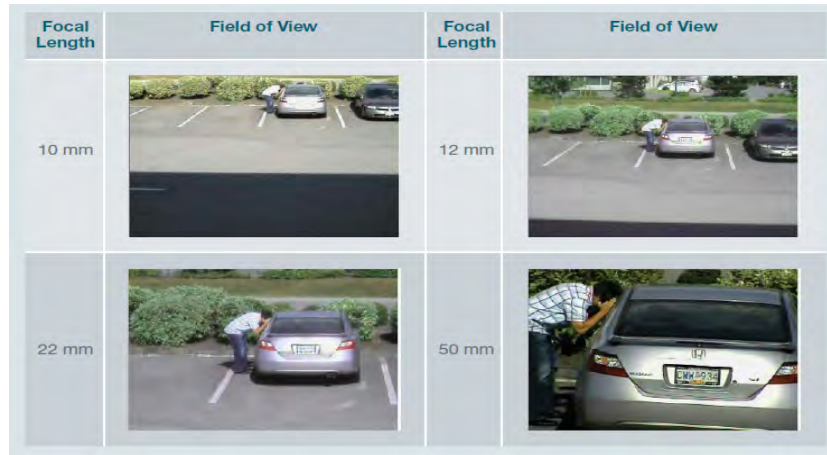 Focal Length
Field of View
Focal Length
Field of View
10 mm
12 mm
22 mm
50 mm